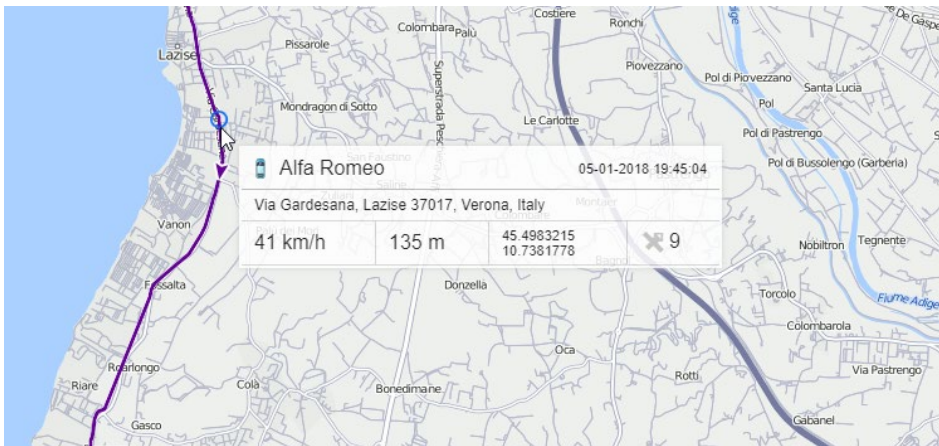 Costiere
Ronchi
Colombara
Palù
Pissarole
Lazise
Piovezzano
Pol di Piovezzano
Santa Lucia
Pol
Mondragon di Sotto
Le Carlotte
Pol di Pastrengo
Alfa Romeo
05-01-2018 19:45:04
Pol di Bussolengo (Garberia)
Via Gardesana, Lazise 37017, Verona, Italy
41 km/h
135 m
45.4983215
10.7381778
9
Vanon
Nobiltron
Tegnente
Fossalta
Donzella
Torcolo
Fiume Adige
Colombarola
Oca
Roarlongo
Riare
Colà
Bonedimane
Rotti
Via Pastrengo
Gasco
Gabanel